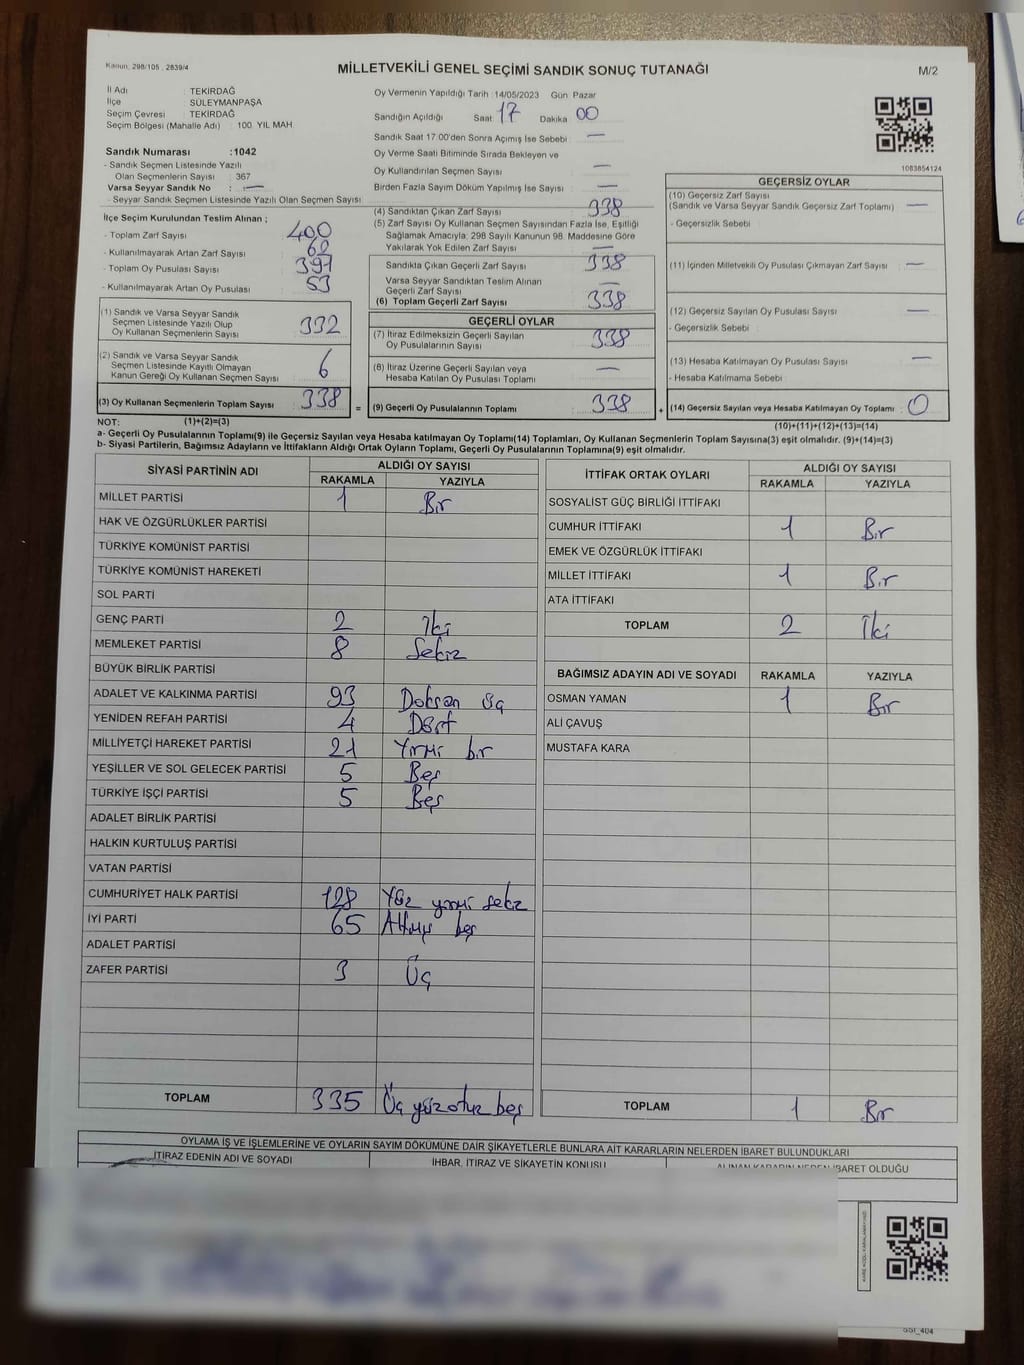 Kanun: 298/105 , 2839/4
MİLLETVEKİLİ GENEL SEÇİMİ SANDIK SONUÇ TUTANAĞI
M/2
İl Adı : TEKİRDAĞ
İlçe : SÜLEYMANPAŞA
Seçim Çevresi : TEKİRDAĞ
Seçim Bölgesi (Mahalle Adı) : 100. YIL MAH.
Sandık Numarası :1042
- Sandık Seçmen Listesinde Yazılı
Olan Seçmenlerin Sayısı : 367
Varsa Seyyar Sandık No : —
- Seyyar Sandık Seçmen Listesinde Yazılı Olan Seçmen Sayısı
Oy Vermenin Yapıldığı Tarih : 14/05/2023 Gün Pazar
Sandığın Açıldığı Saat 17 Dakika 00
Sandık Saat 17.00'den Sonra Açımış İse Sebebi : —
Oy Verme Saati Bitiminde Sırada Bekleyen ve
Oy Kullandırılan Seçmen Sayısı : —
Birden Fazla Sayım Döküm Yapılmış İse Sayısı : —
1083854124
İlçe Seçim Kurulundan Teslim Alınan ;
- Toplam Zarf Sayısı 400
- Kullanılmayarak Artan Zarf Sayısı 62
- Toplam Oy Pusulası Sayısı 391
- Kullanılmayarak Artan Oy Pusulası 53
(1) Sandık ve Varsa Seyyar Sandık
Seçmen Listesinde Yazılı Olup
Oy Kullanan Seçmenlerin Sayısı 332
(2) Sandık ve Varsa Seyyar Sandık
Seçmen Listesinde Kayıtlı Olmayan
Kanun Gereği Oy Kullanan Seçmen Sayısı 6
(3) Oy Kullanan Seçmenlerin Toplam Sayısı 338
(4) Sandıktan Çıkan Zarf Sayısı 338
(5) Zarf Sayısı Oy Kullanan Seçmen Sayısından Fazla İse, Eşitliği
Sağlamak Amacıyla; 298 Sayılı Kanunun 98. Maddesine Göre
Yakılarak Yok Edilen Zarf Sayısı —
Sandıkta Çıkan Geçerli Zarf Sayısı 338
Varsa Seyyar Sandıktan Teslim Alınan
Geçerli Zarf Sayısı —
(6) Toplam Geçerli Zarf Sayısı 338
GEÇERLİ OYLAR
(7) İtiraz Edilmeksizin Geçerli Sayılan
Oy Pusulalarının Sayısı 338
(8) İtiraz Üzerine Geçerli Sayılan veya
Hesaba Katılan Oy Pusulası Toplamı —
= (9) Geçerli Oy Pusulalarının Toplamı 338
GEÇERSİZ OYLAR
(10) Geçersiz Zarf Sayısı
(Sandık ve Varsa Seyyar Sandık Geçersiz Zarf Toplamı) —
- Geçersizlik Sebebi
(11) İçinden Milletvekili Oy Pusulası Çıkmayan Zarf Sayısı —
(12) Geçersiz Sayılan Oy Pusulası Sayısı —
- Geçersizlik Sebebi
(13) Hesaba Katılmayan Oy Pusulası Sayısı —
- Hesaba Katılmama Sebebi
+ (14) Geçersiz Sayılan veya Hesaba Katılmayan Oy Toplamı 0
NOT: (1)+(2)=(3)
(10)+(11)+(12)+(13)=(14)
a- Geçerli Oy Pusulalarının Toplamı(9) ile Geçersiz Sayılan veya Hesaba katılmayan Oy Toplamı(14) Toplamları, Oy Kullanan Seçmenlerin Toplam Sayısına(3) eşit olmalıdır. (9)+(14)=(3)
b- Siyasi Partilerin, Bağımsız Adayların ve İttifakların Aldığı Ortak Oyların Toplamı, Geçerli Oy Pusulalarının Toplamına(9) eşit olmalıdır.
SİYASİ PARTİNİN ADI ALDIĞI OY SAYISI
RAKAMLA YAZIYLA
MİLLET PARTİSİ 1 Bir
HAK VE ÖZGÜRLÜKLER PARTİSİ
TÜRKİYE KOMÜNİST PARTİSİ
TÜRKİYE KOMÜNİST HAREKETİ
SOL PARTİ
GENÇ PARTİ 2 İki
MEMLEKET PARTİSİ 8 Sekiz
BÜYÜK BİRLİK PARTİSİ
ADALET VE KALKINMA PARTİSİ 93 Doksan üç
YENİDEN REFAH PARTİSİ 4 Dört
MİLLİYETÇİ HAREKET PARTİSİ 21 Yirmi bir
YEŞİLLER VE SOL GELECEK PARTİSİ 5 Beş
TÜRKİYE İŞÇİ PARTİSİ 5 Beş
ADALET BİRLİK PARTİSİ
HALKIN KURTULUŞ PARTİSİ
VATAN PARTİSİ
CUMHURİYET HALK PARTİSİ 128 Yüz yirmi sekiz
İYİ PARTİ 65 Altmış beş
ADALET PARTİSİ
ZAFER PARTİSİ 3 Üç
TOPLAM 335 Üç yüz otuz beş
İTTİFAK ORTAK OYLARI ALDIĞI OY SAYISI
RAKAMLA YAZIYLA
SOSYALİST GÜÇ BİRLİĞİ İTTİFAKI
CUMHUR İTTİFAKI 1 Bir
EMEK VE ÖZGÜRLÜK İTTİFAKI
MİLLET İTTİFAKI 1 Bir
ATA İTTİFAKI
TOPLAM 2 İki
BAĞIMSIZ ADAYIN ADI VE SOYADI RAKAMLA YAZIYLA
OSMAN YAMAN 1 Bir
ALİ ÇAVUŞ
MUSTAFA KARA
TOPLAM 1 Bir
OYLAMA İŞ VE İŞLEMLERİNE VE OYLARIN SAYIM DÖKÜMÜNE DAİR ŞİKAYETLERLE BUNLARA AİT KARARLARIN NELERDEN İBARET BULUNDUKLARI
İTİRAZ EDENİN ADI VE SOYADI
İHBAR, İTİRAZ VE ŞİKAYETİN KONUSU
ALINAN KARARIN NEDEN İBARET OLDUĞU
SSI_404